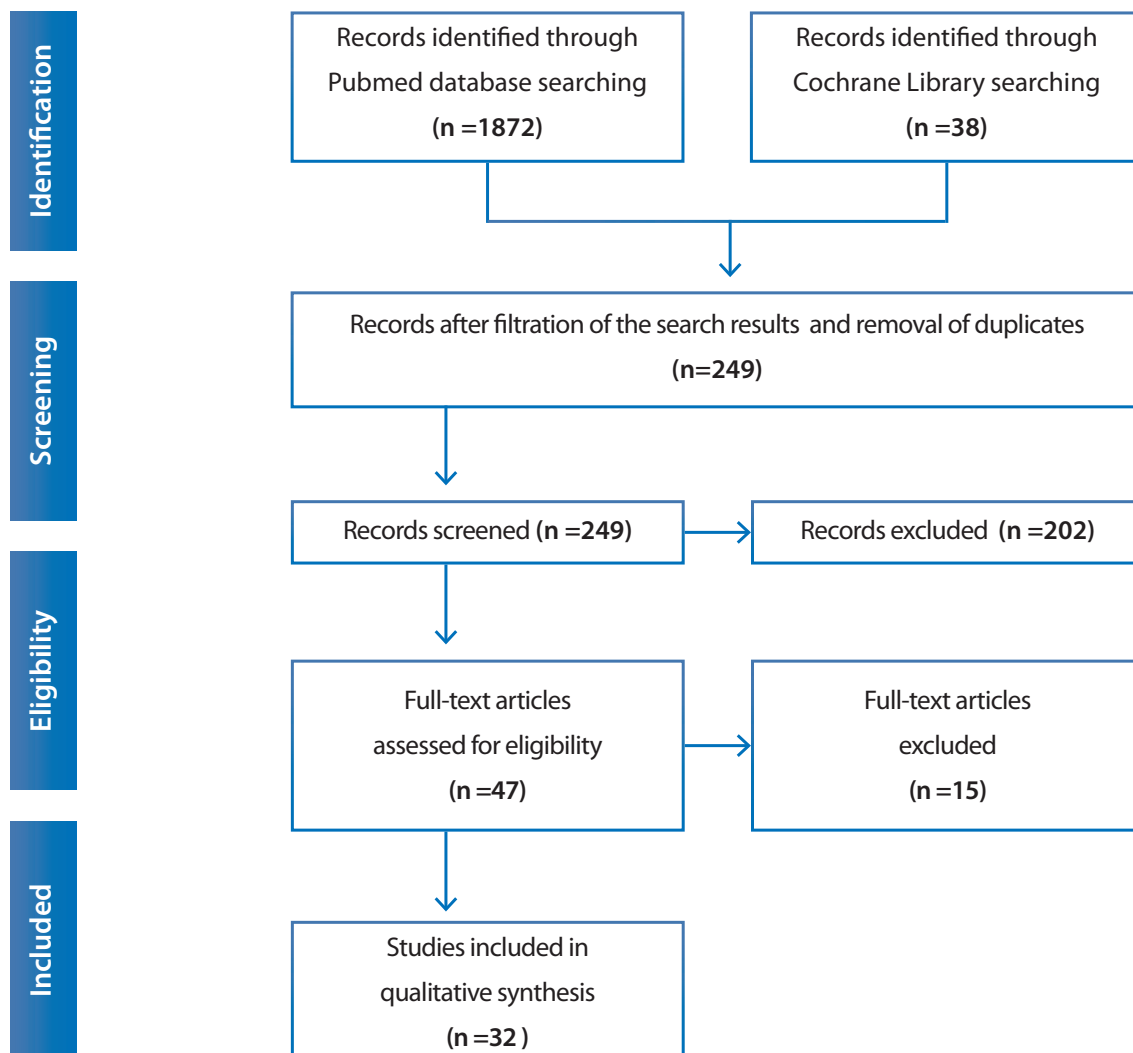 Identification
Records identified through
Pubmed database searching
(n =1872)
Records identified through
Cochrane Library searching
(n =38)
Screening
Records after filtration of the search results and removal of duplicates
(n=249)
Records screened (n =249)
Records excluded (n =202)
Eligibility
Full-text articles
assessed for eligibility
(n =47)
Full-text articles
excluded
(n =15)
Included
Studies included in
qualitative synthesis
(n =32 )